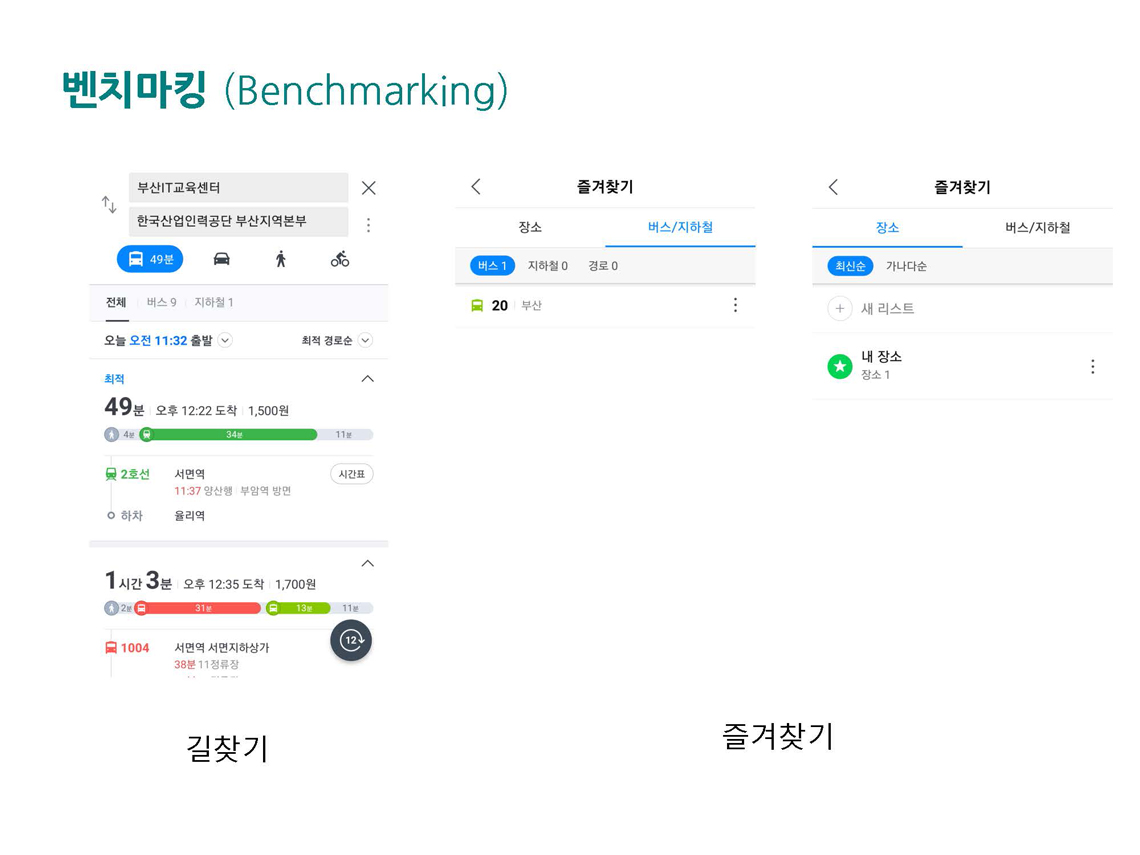 벤치마킹 (Benchmarking)
부산IT교육센터
한국산업인력공단 부산지역본부
49분
전체 버스 9 지하철 1
오늘 오전 11:32 출발 최적 경로순
최적
49분 오후 12:22 도착 1,500원
4분 34분 11분
2호선 서면역 시간표
11:37 양산행 부암역 방면
하차 율리역
1시간 3분 오후 12:35 도착 1,700원
2분 31분 13분 11분
12
1004 서면역 서면지하상가
38분 11정류장
길찾기
즐겨찾기
장소 버스/지하철
버스 1 지하철 0 경로 0
20 부산
즐겨찾기
장소 버스/지하철
최신순 가나다순
새 리스트
내 장소
장소 1
즐겨찾기